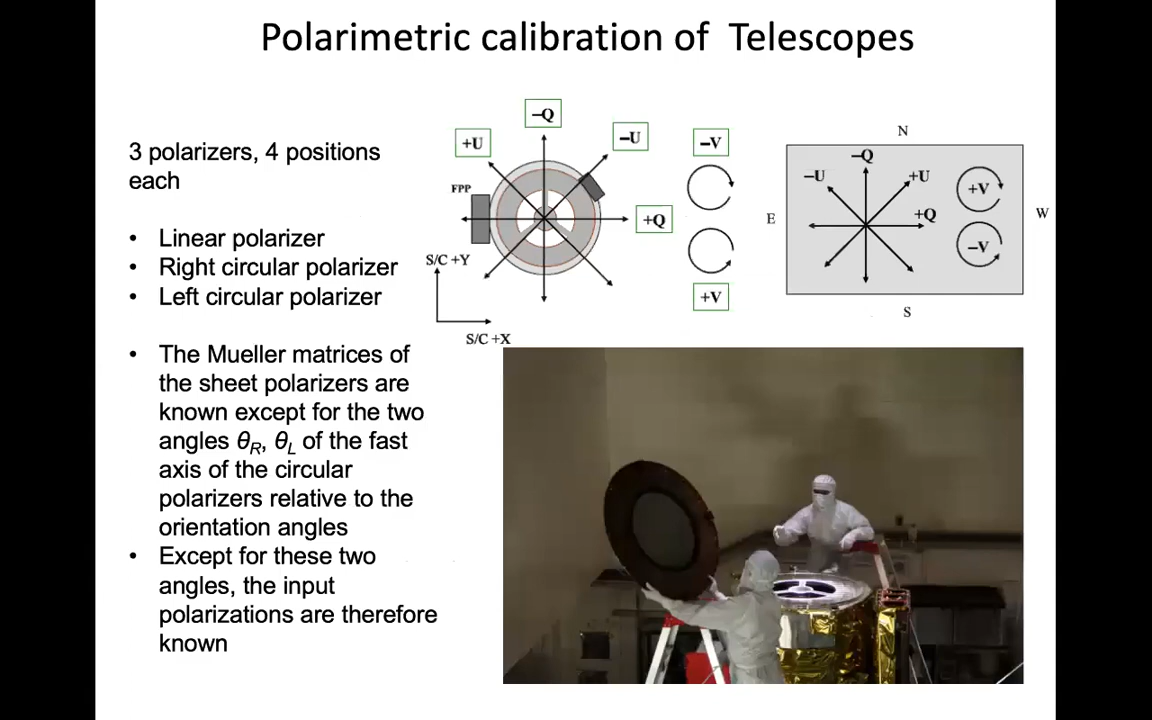 Polarimetric calibration of Telescopes
3 polarizers, 4 positions
each
• Linear polarizer
• Right circular polarizer
• Left circular polarizer
• The Mueller matrices of
the sheet polarizers are
known except for the two
angles θR, θL of the fast
axis of the circular
polarizers relative to the
orientation angles
• Except for these two
angles, the input
polarizations are therefore
known
–Q
+U
–U
FPP
+Q
S/C +Y
S/C +X
–V
+V
N
–Q
–U
+U
+V
E
+Q
W
–V
S